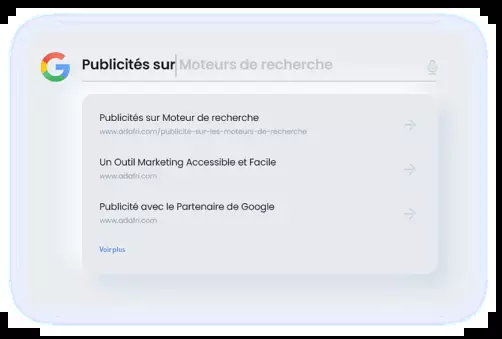 Publicités sur Moteurs de recherche
Publicités sur Moteur de recherche
www.adafri.com/publicite-sur-les-moteurs-de-recherche
Un Outil Marketing Accessible et Facile
www.adafri.com
Publicité avec le Partenaire de Google
www.adafri.com
Voir plus